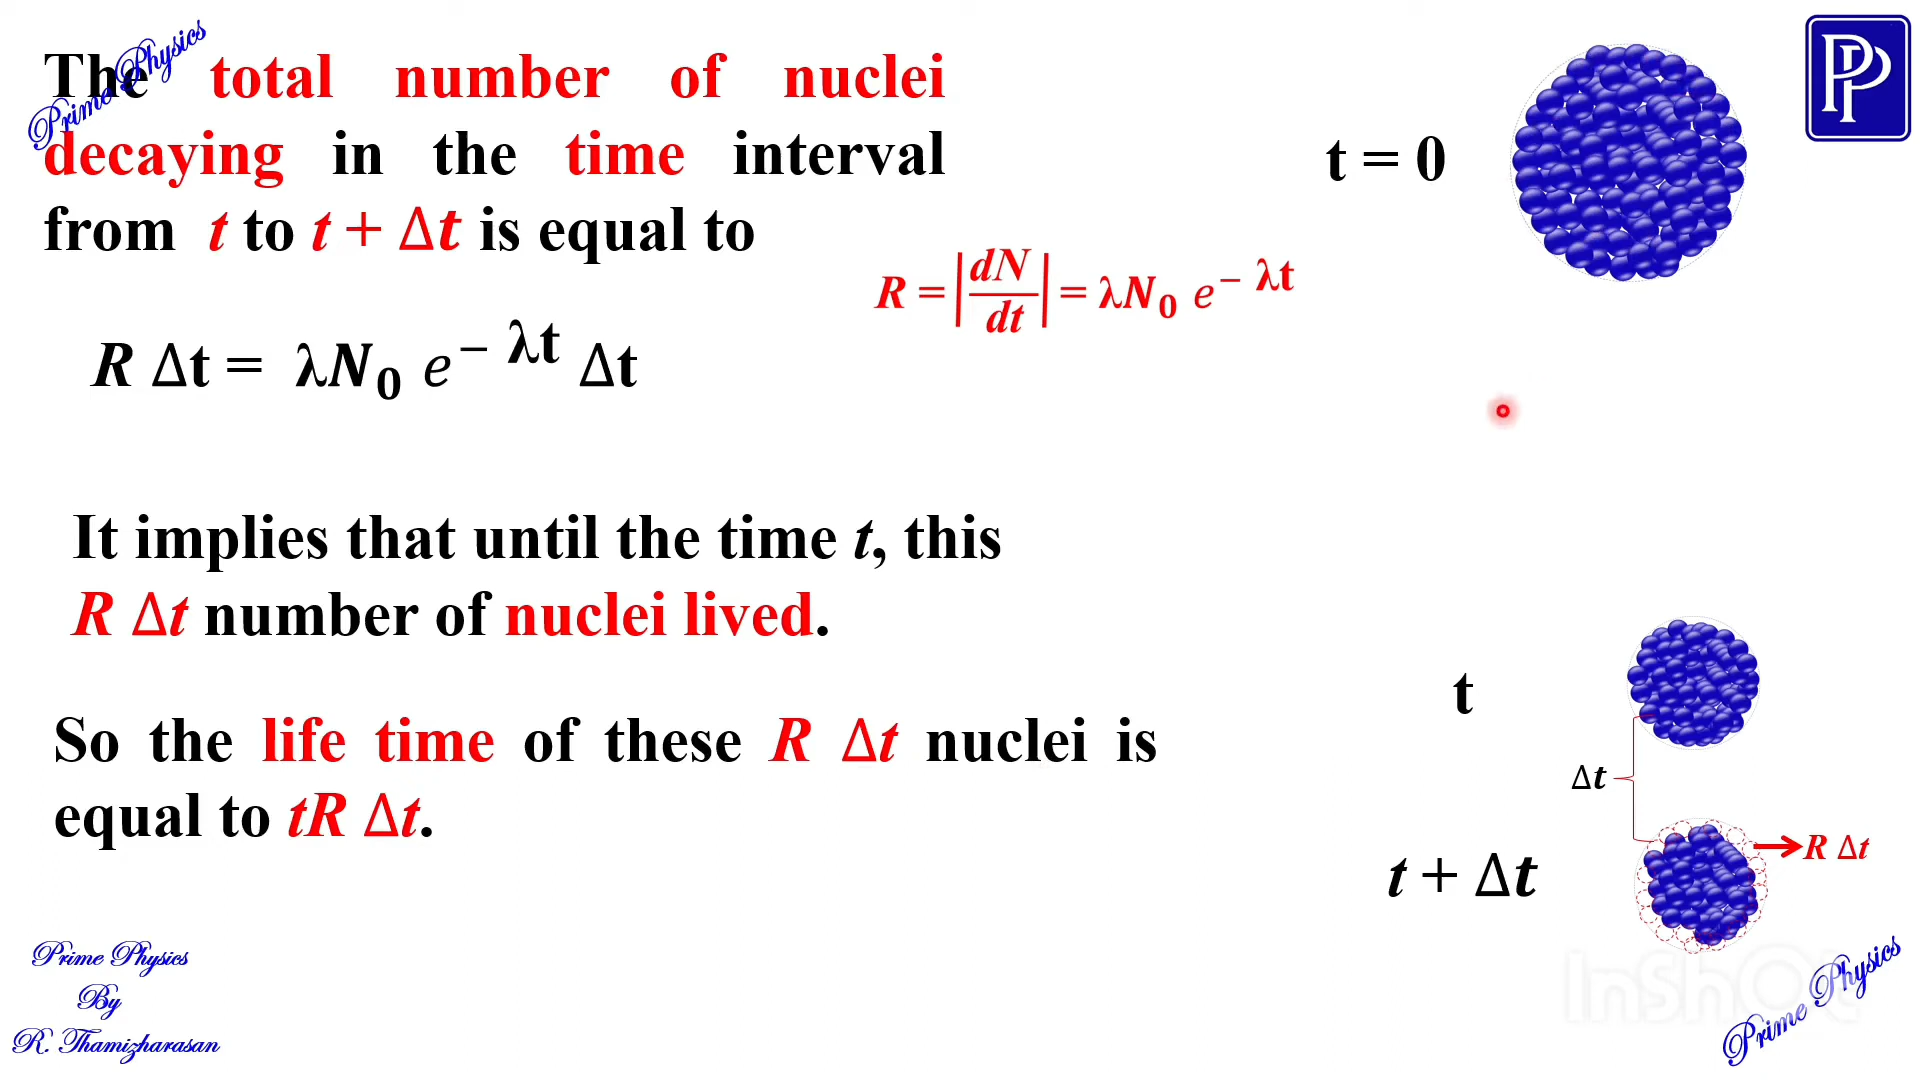 The total number of nuclei
decaying in the time interval
from t to t + Δt is equal to
R = |dN/dt| = λN₀ e^{− λt}
R Δt = λN₀ e^{− λt} Δt
It implies that until the time t, this
R Δt number of nuclei lived.
So the life time of these R Δt nuclei is
equal to tR Δt.
t = 0
t
Δt
t + Δt
R Δt
Prime Physics
PP
Prime Physics
By
R. Thamizharasan
InShOt
Prime Physics